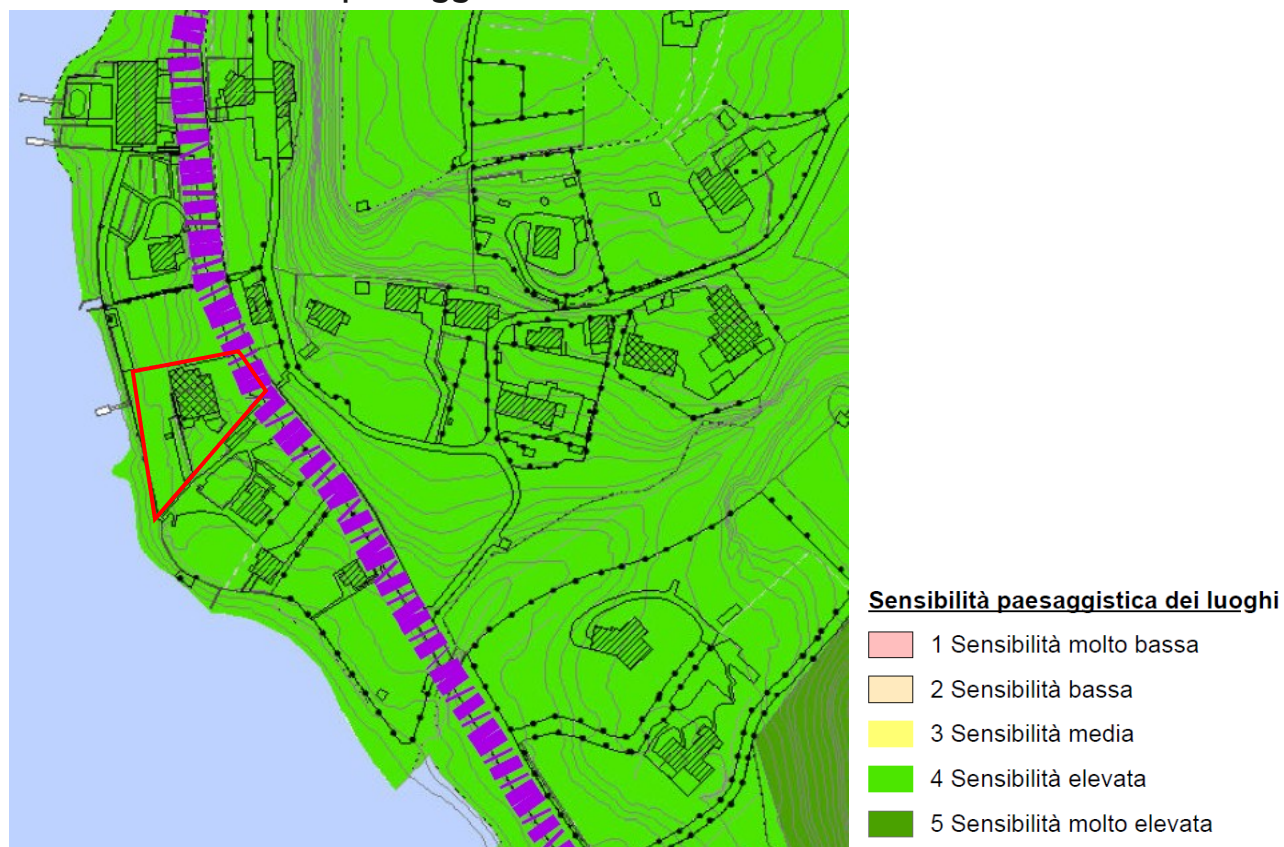 Sensibilità paesaggistica dei luoghi
1 Sensibilità molto bassa
2 Sensibilità bassa
3 Sensibilità media
4 Sensibilità elevata
5 Sensibilità molto elevata